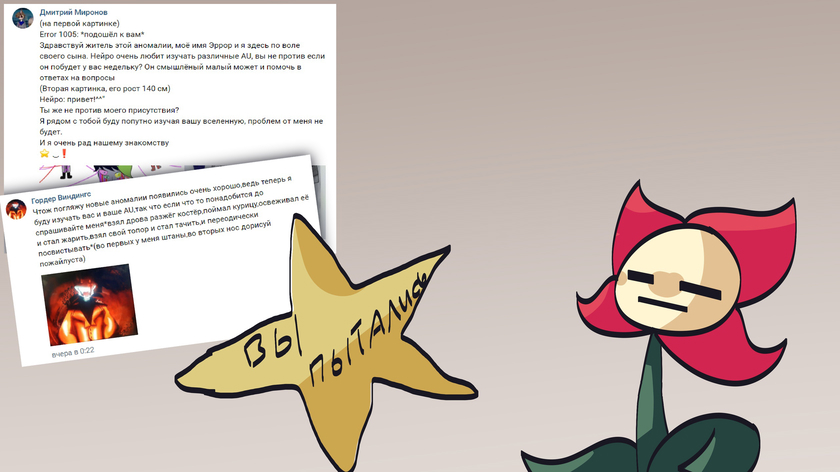 Дмитрий Миронов
(на первой картинке)
Error 1005: *подошёл к вам*
Здравствуй житель этой аномалии, моё имя Эррор и я здесь по воле
своего сына. Нейро очень любит изучать различные AU, вы не против если
он побудет у вас недельку? Он смышлёный малый может и помочь в
ответах на вопросы
(Вторая картинка, его рост 140 см)
Нейро: привет!^^"
Ты же не против моего присутствия?
Я рядом с тобой буду попутно изучая вашу вселенную, проблем от меня не
будет.
И я очень рад нашему знакомству
⭐‿❗
Гордер Виндингс
Чтож погляжу новые аномалии появились очень хорошо,ведь теперь я
буду изучать вас и ваше AU,так что если что то понадобится до
спрашивайте меня*взял дрова разжёг костёр,поймал курицу,освеживал её
и стал жарить,взял свой топор и стал тачить и переодически
посвистывать*(во первых у меня штаны,во вторых нос дорисуй
пожайлуста)
вчера в 0:22
ВЫ
ПЫТАЛИСЬ